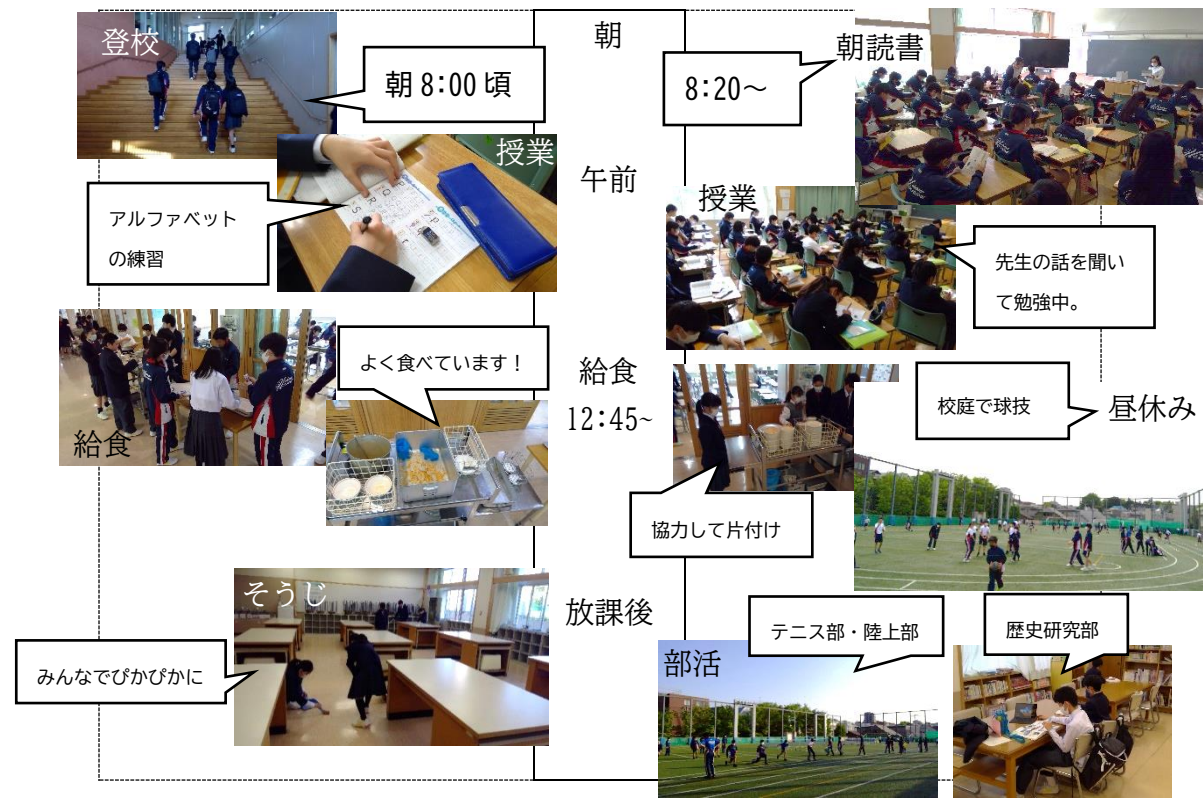 登校
朝 8:00 頃
朝
8:20～
朝読書
授業
アルファベット
の練習
午前
授業
先生の話を聞い
て勉強中。
給食
よく食べています！
給食
12:45~
協力して片付け
校庭で球技
昼休み
そうじ
みんなでぴかぴかに
放課後
部活
テニス部・陸上部
歴史研究部